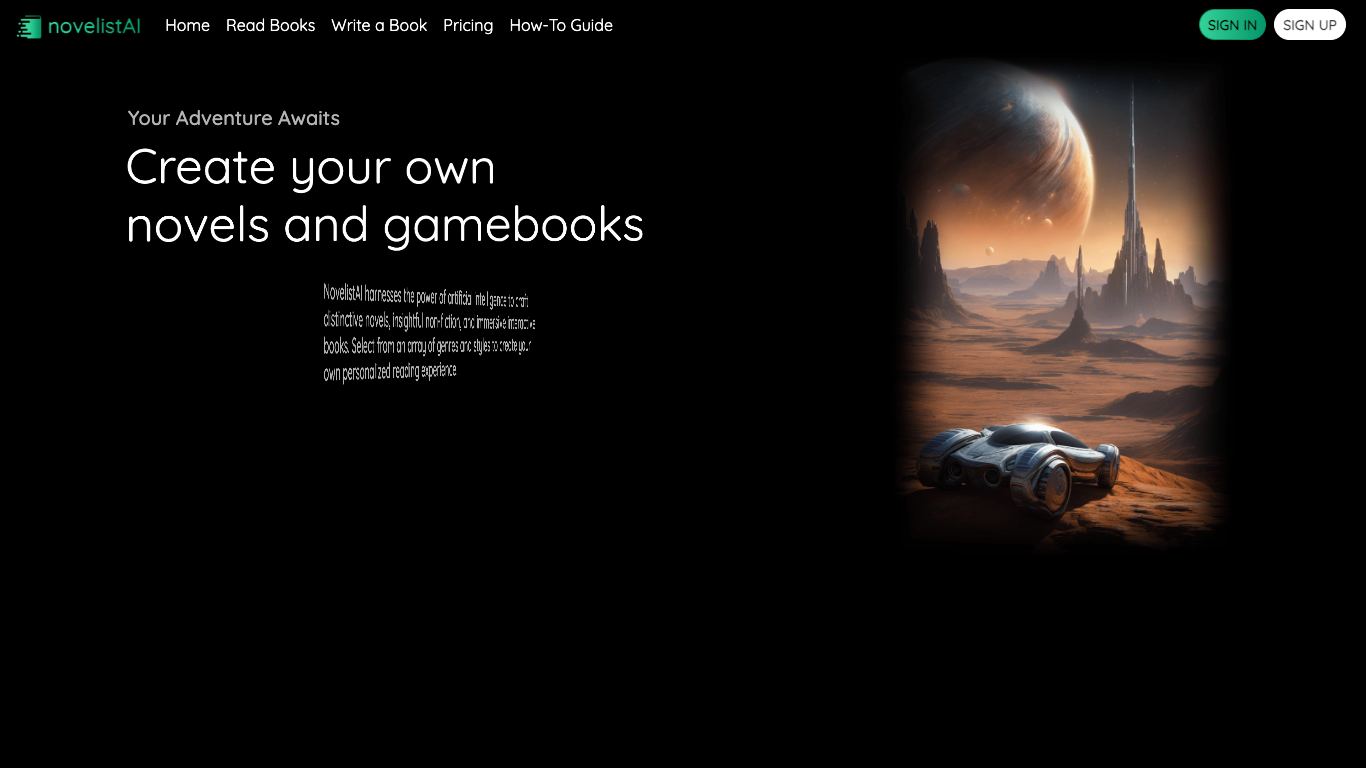 novelistAI
Home
Read Books
Write a Book
Pricing
How-To Guide
SIGN IN
SIGN UP
Your Adventure Awaits
Create your own
novels and gamebooks
NovelistAI harnesses the power of artificial intelligence to craft
distinctive novels, insightful non-fiction, and immersive interactive
books. Select from an array of genres and styles to create your
own personalized reading experience